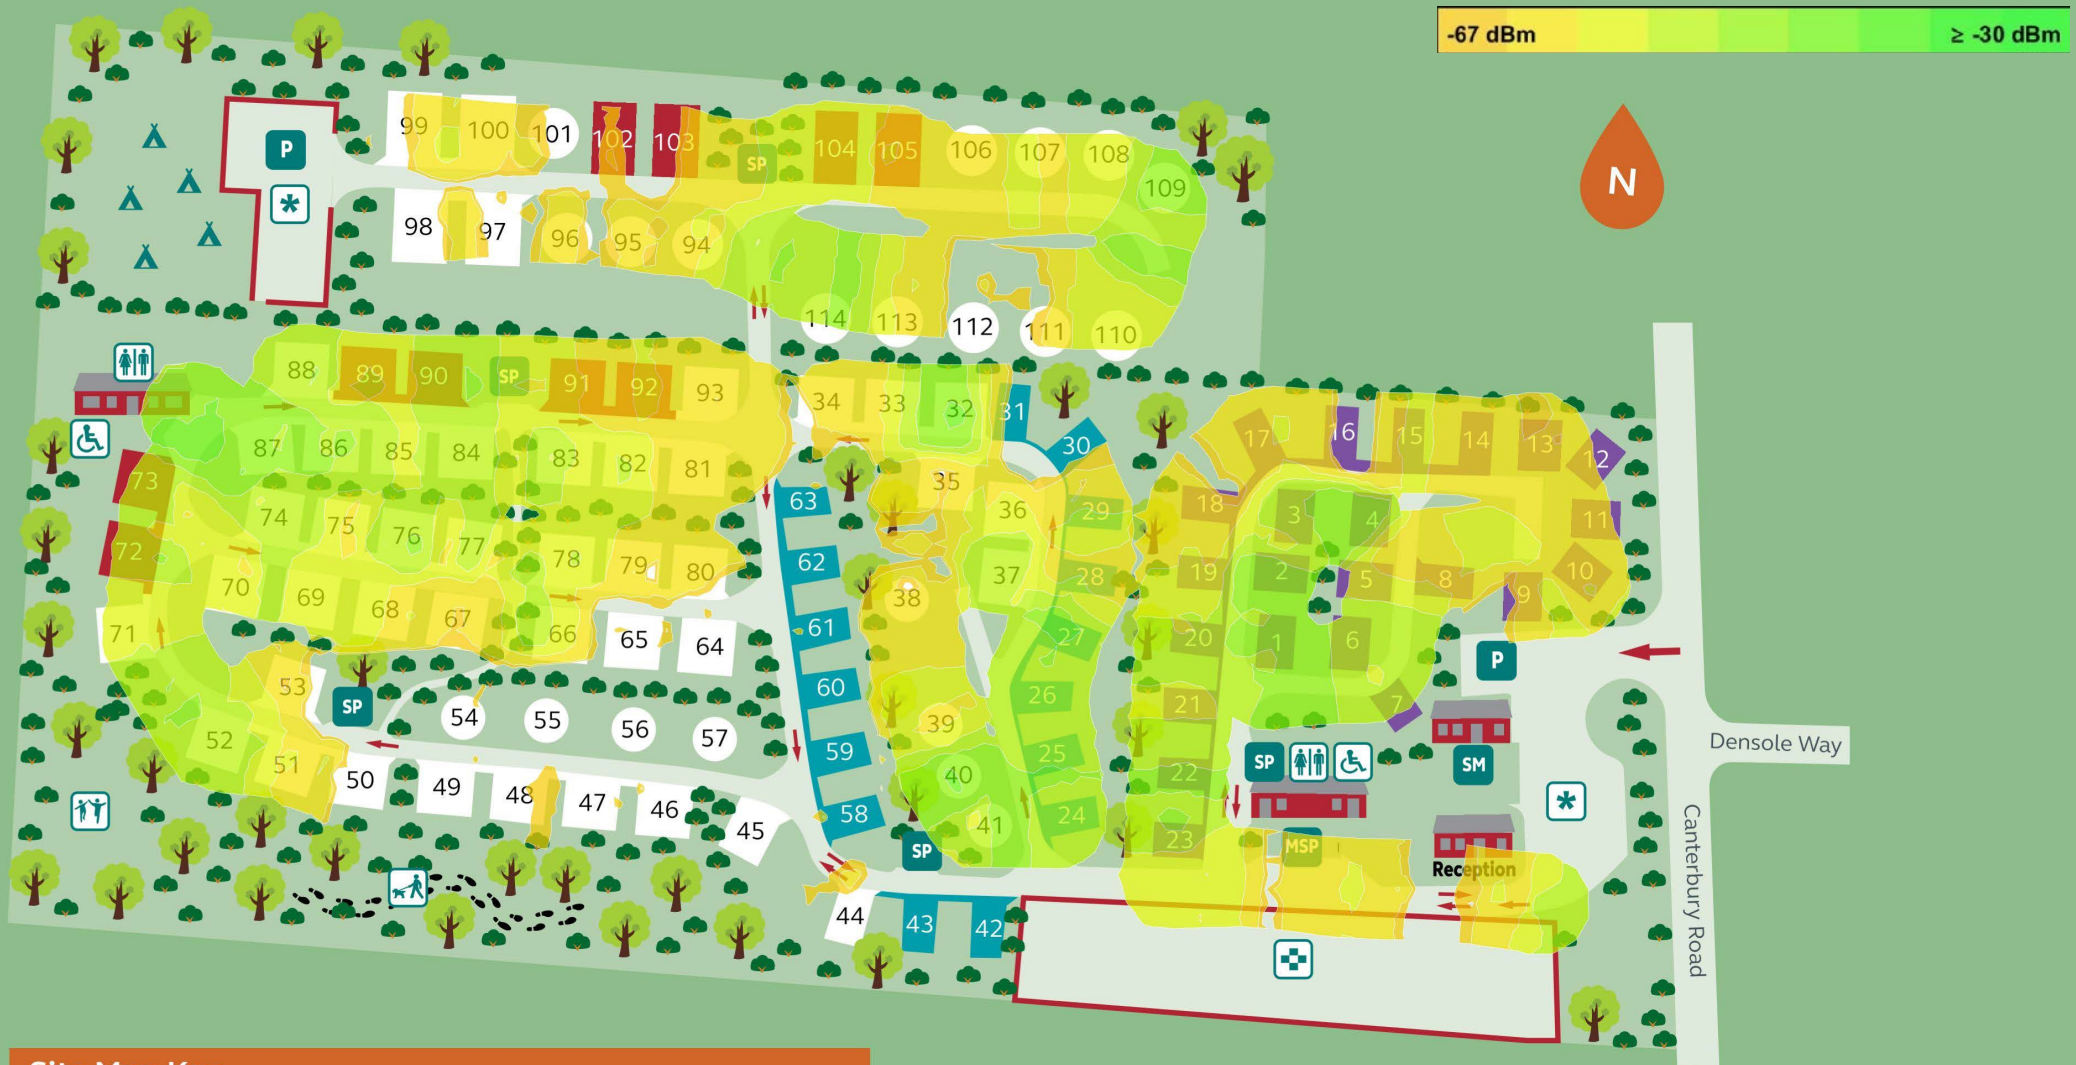 -67 dBm ≥ -30 dBm
N
P
99 100 101 102 103 SP 104 105 106 107 108
109
98 97 96 95 94
114 113 112 111 110
88 89 90 SP 91 92 93
34 33 32 31
30
87 86 85 84 83 82 81
17 16 15 14 13 12
73 74 75 76 77 63 35 36 29
18 3 4 11
72 78 79 80 62 37 28
19 2 5 8 10
70 69 68 67 66 38 9
71 65 64 61 27
20 1 6 P
53 SP 54 55 56 57 60 26
21 7
52 51 50 49 48 47 46 45
59 39 25
SP SM
Densole Way
58 40 41 24 22 23
SP MSP
Reception
44 43 42
Canterbury Road